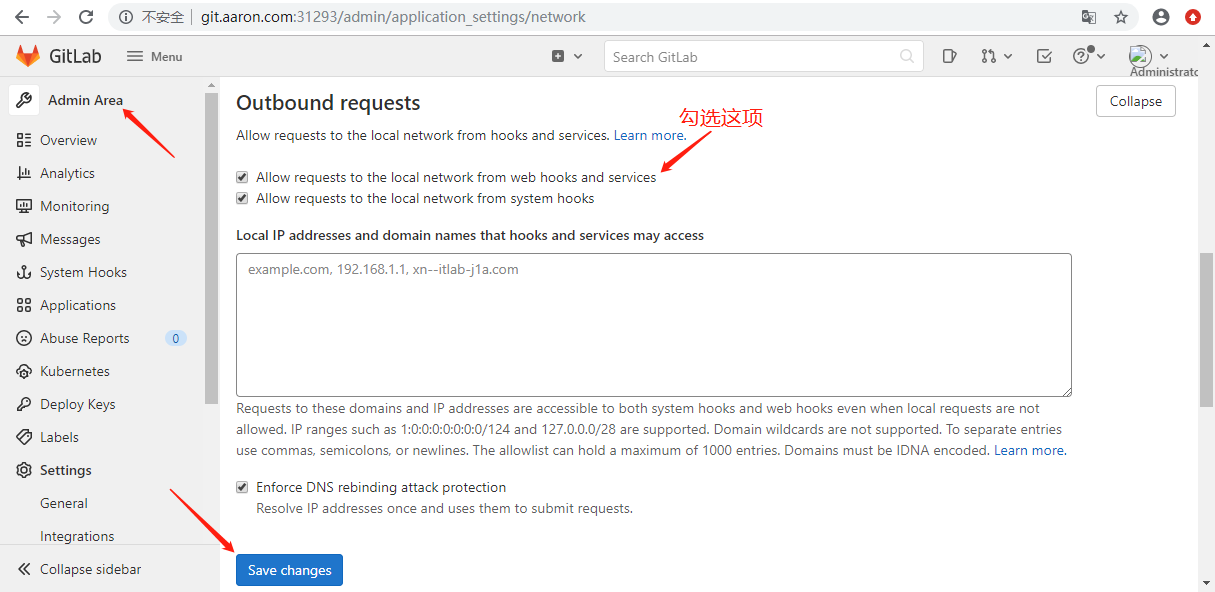 不安全 git.aaron.com:31293/admin/application_settings/network
GitLab Menu Search GitLab
Administrato
Admin Area
Overview
Analytics
Monitoring
Messages
System Hooks
Applications
Abuse Reports 0
Kubernetes
Deploy Keys
Labels
Settings
General
Integrations
Collapse sidebar
Outbound requests
Collapse
勾选这项
Allow requests to the local network from hooks and services. Learn more.
Allow requests to the local network from web hooks and services
Allow requests to the local network from system hooks
Local IP addresses and domain names that hooks and services may access
example.com, 192.168.1.1, xn--itlab-j1a.com
Requests to these domains and IP addresses are accessible to both system hooks and web hooks even when local requests are not
allowed. IP ranges such as 1:0:0:0:0:0:0:0/124 and 127.0.0.0/28 are supported. Domain wildcards are not supported. To separate entries
use commas, semicolons, or newlines. The allowlist can hold a maximum of 1000 entries. Domains must be IDNA encoded. Learn more.
Enforce DNS rebinding attack protection
Resolve IP addresses once and uses them to submit requests.
Save changes